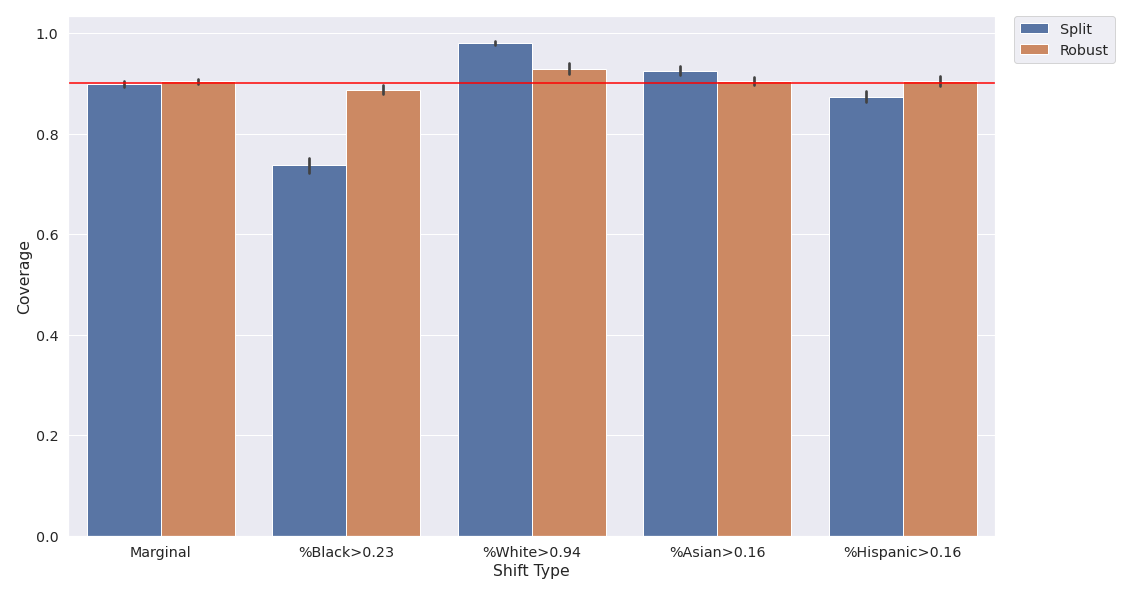 Split
Robust
1.0
0.8
0.6
0.4
0.2
0.0
Coverage
Marginal
%Black>0.23
%White>0.94
%Asian>0.16
%Hispanic>0.16
Shift Type